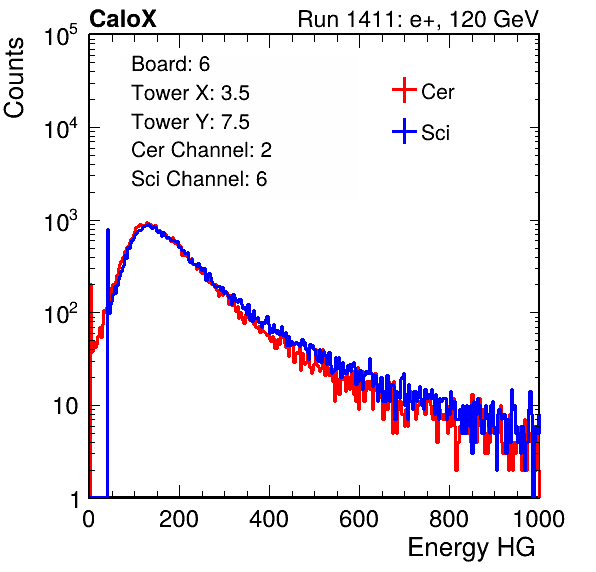 CaloX Run 1411: e+, 120 GeV
Counts
Board: 6
Tower X: 3.5
Tower Y: 7.5
Cer Channel: 2
Sci Channel: 6
Cer
Sci
10^5
10^4
10^3
10^2
10
1
0 200 400 600 800 1000
Energy HG